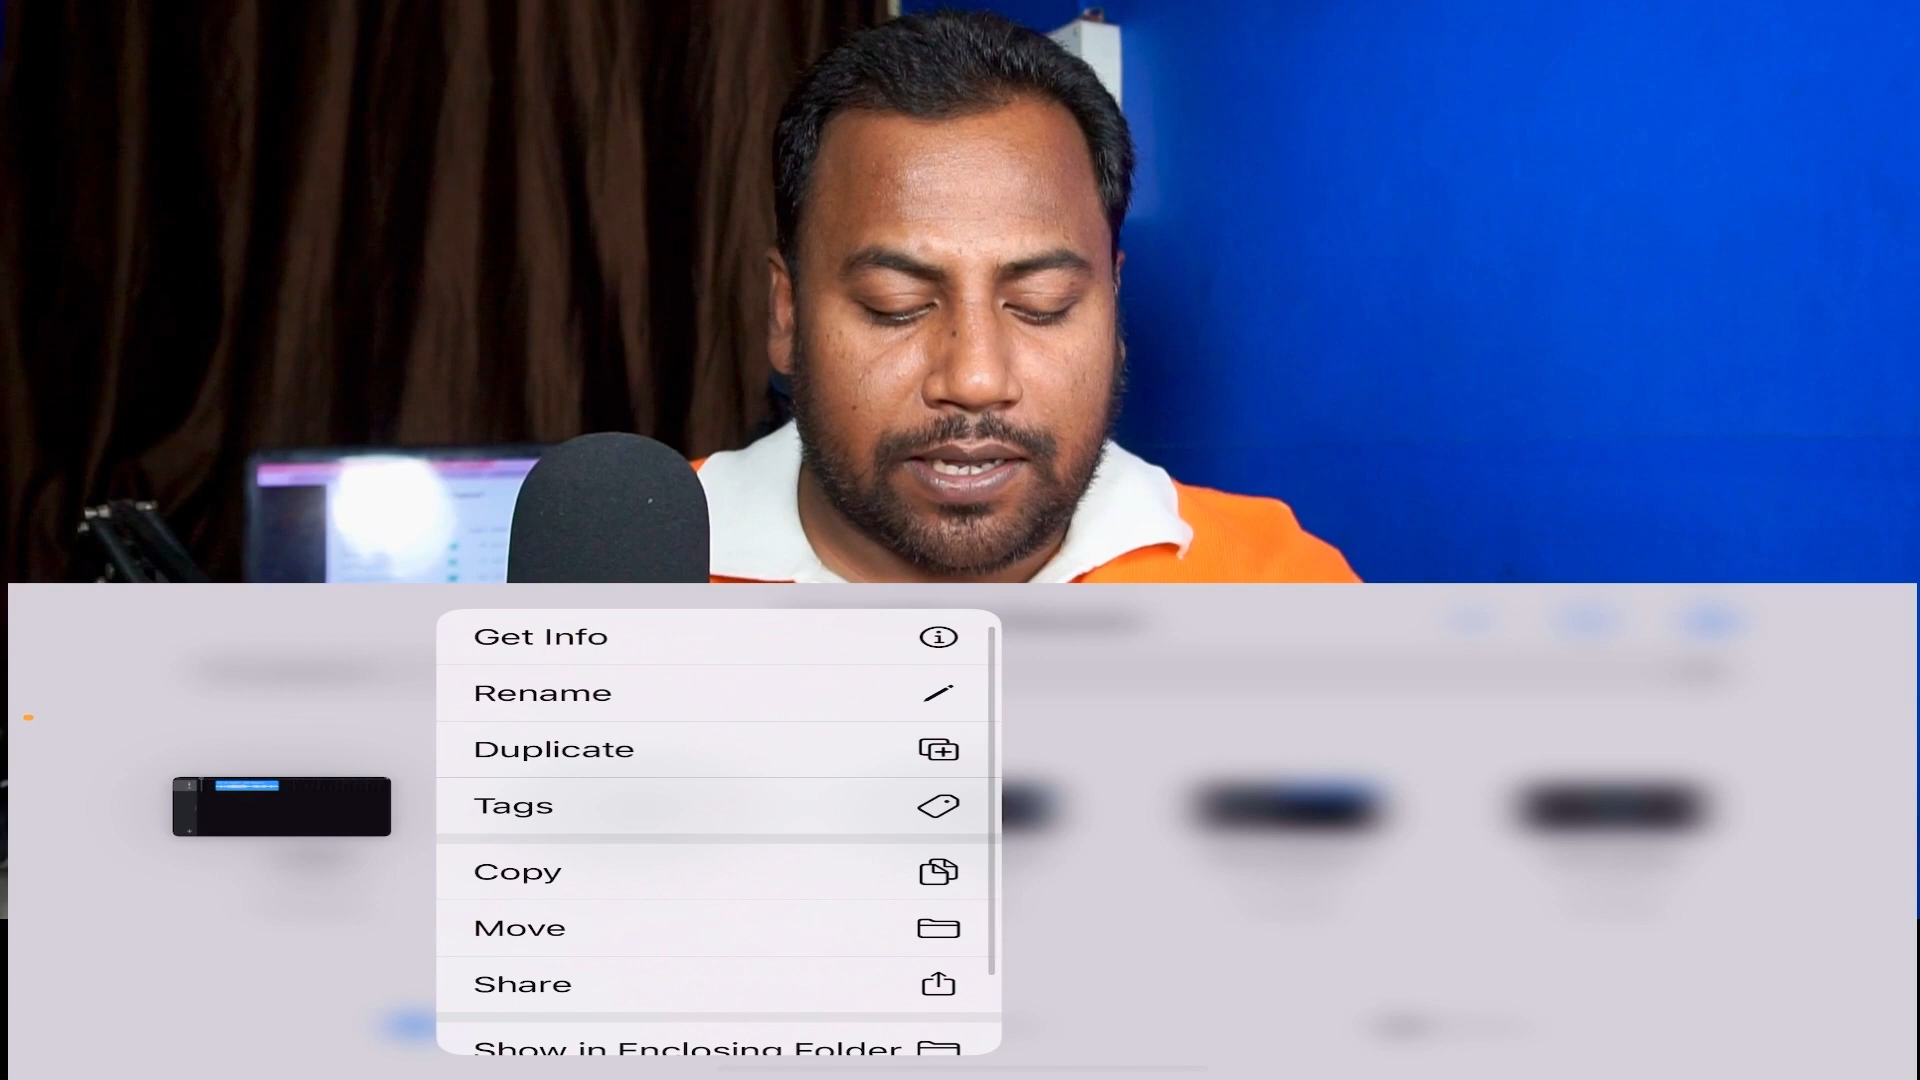 Get Info
Rename
Duplicate
Tags
Copy
Move
Share
Show in Enclosing Folder